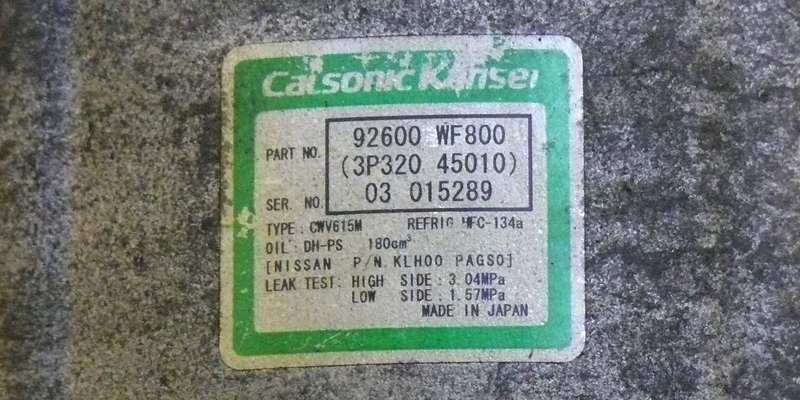 Calsonic Kansei
PART NO. 92600 WF800
(3P320 45010)
SER. NO. 03 015289
TYPE : CWV615M REFRIG HFC-134a
OIL : DH-PS 180cm³
[NISSAN P/N. KLH00 PAGS0]
LEAK TEST: HIGH SIDE : 3.04MPa
LOW SIDE : 1.57MPa
MADE IN JAPAN